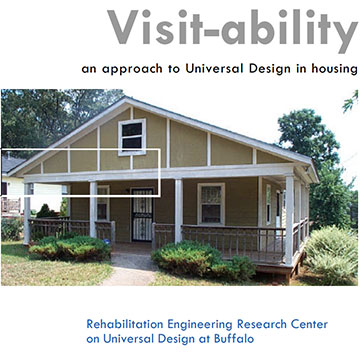 Visit-ability
an approach to Universal Design in housing
Rehabilitation Engineering Research Center
on Universal Design at Buffalo